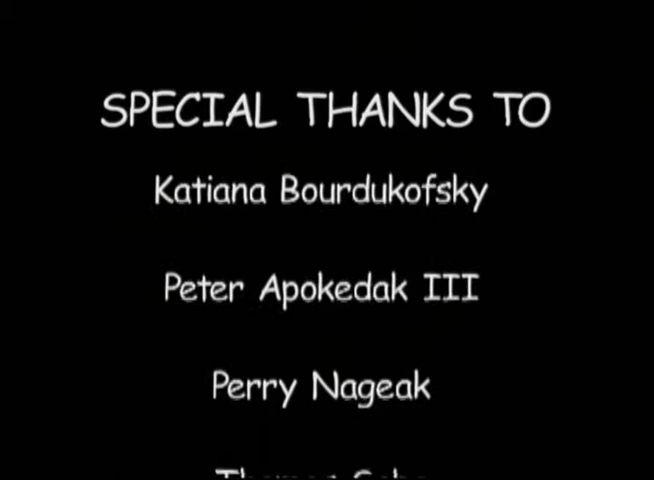 SPECIAL THANKS TO
Katiana Bourdukofsky
Peter Apokedak III
Perry Nageak